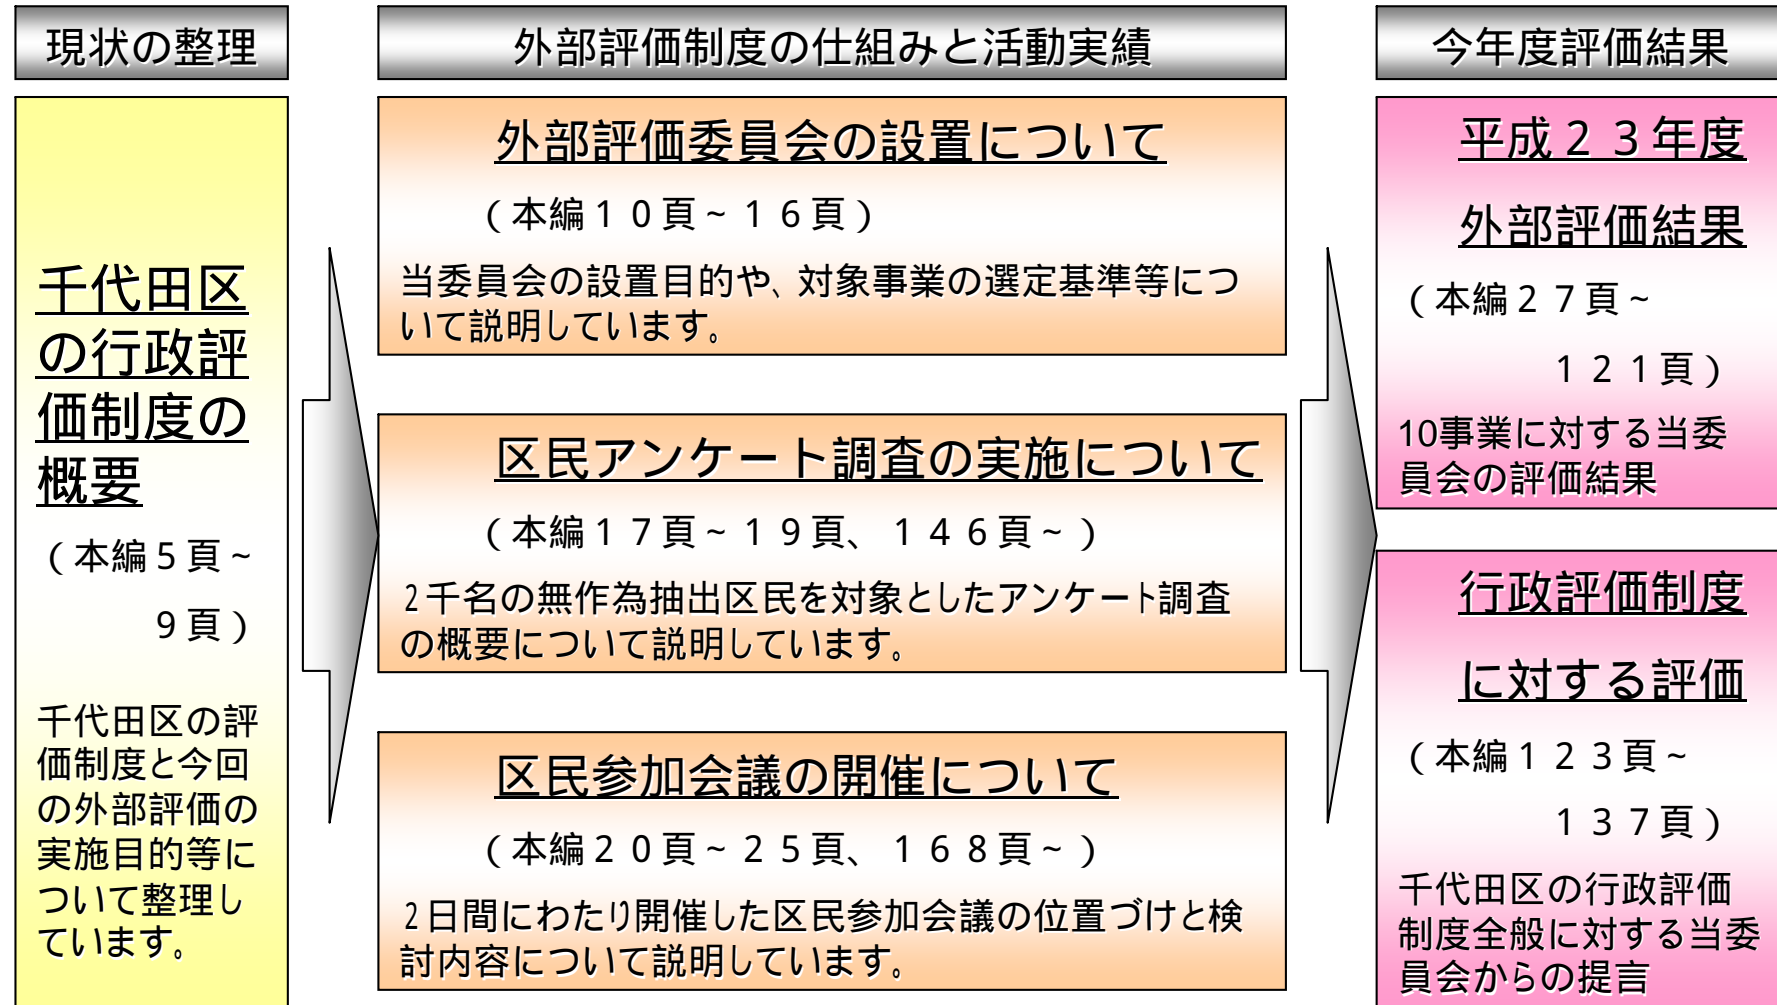 現状の整理
千代田区
の行政評
価制度の
概要
（本編５頁~
９頁）
千代田区の評
価制度と今回
の外部評価の
実施目的等に
ついて整理し
ています。
外部評価制度の仕組みと活動実績
外部評価委員会の設置について
（本編１０頁~１６頁）
当委員会の設置目的や、対象事業の選定基準等につ
いて説明しています。
区民アンケート調査の実施について
（本編１７頁~１９頁、１４６頁~）
2千名の無作為抽出区民を対象としたアンケート調査
の概要について説明しています。
区民参加会議の開催について
（本編２０頁~２５頁、１６８頁~）
2日間にわたり開催した区民参加会議の位置づけと検
討内容について説明しています。
今年度評価結果
平成２３年度
外部評価結果
（本編２７頁~
１２１頁）
10事業に対する当委
員会の評価結果
行政評価制度
に対する評価
（本編１２３頁~
１３７頁）
千代田区の行政評価
制度全般に対する当委
員会からの提言